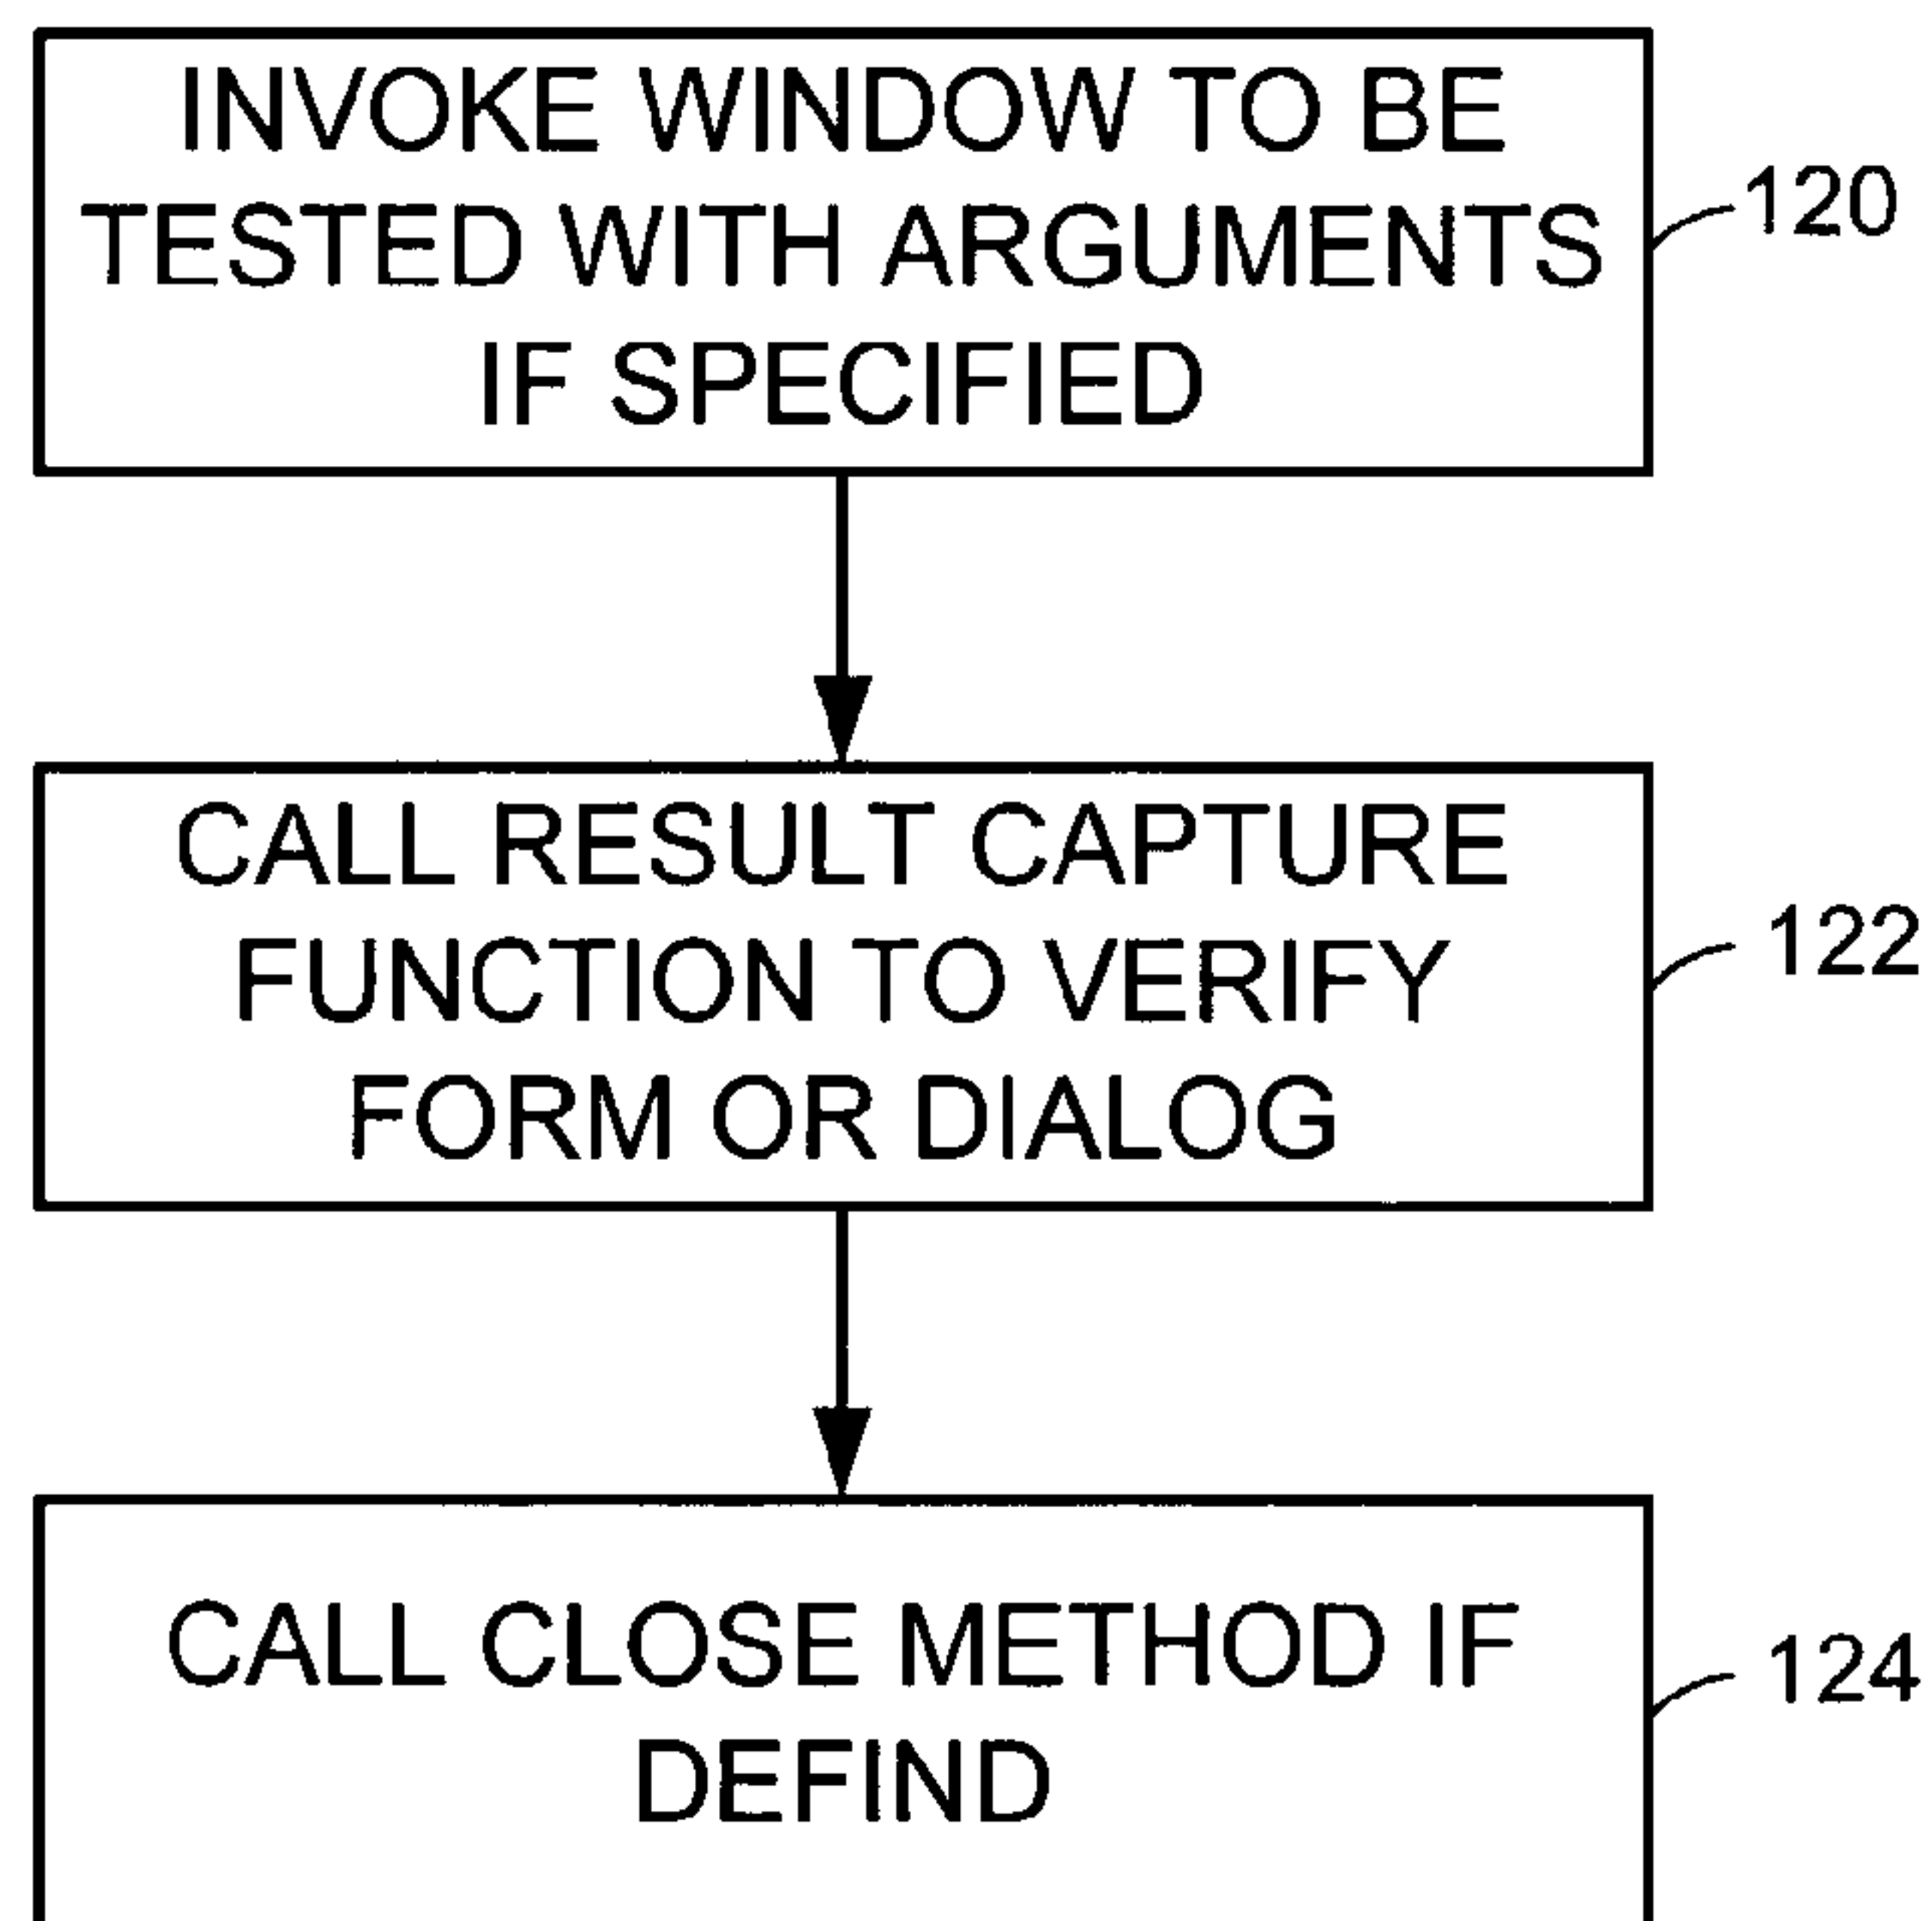 INVOKE WINDOW TO BE
TESTED WITH ARGUMENTS
IF SPECIFIED
120
CALL RESULT CAPTURE
FUNCTION TO VERIFY
FORM OR DIALOG
122
CALL CLOSE METHOD IF
DEFIND
124